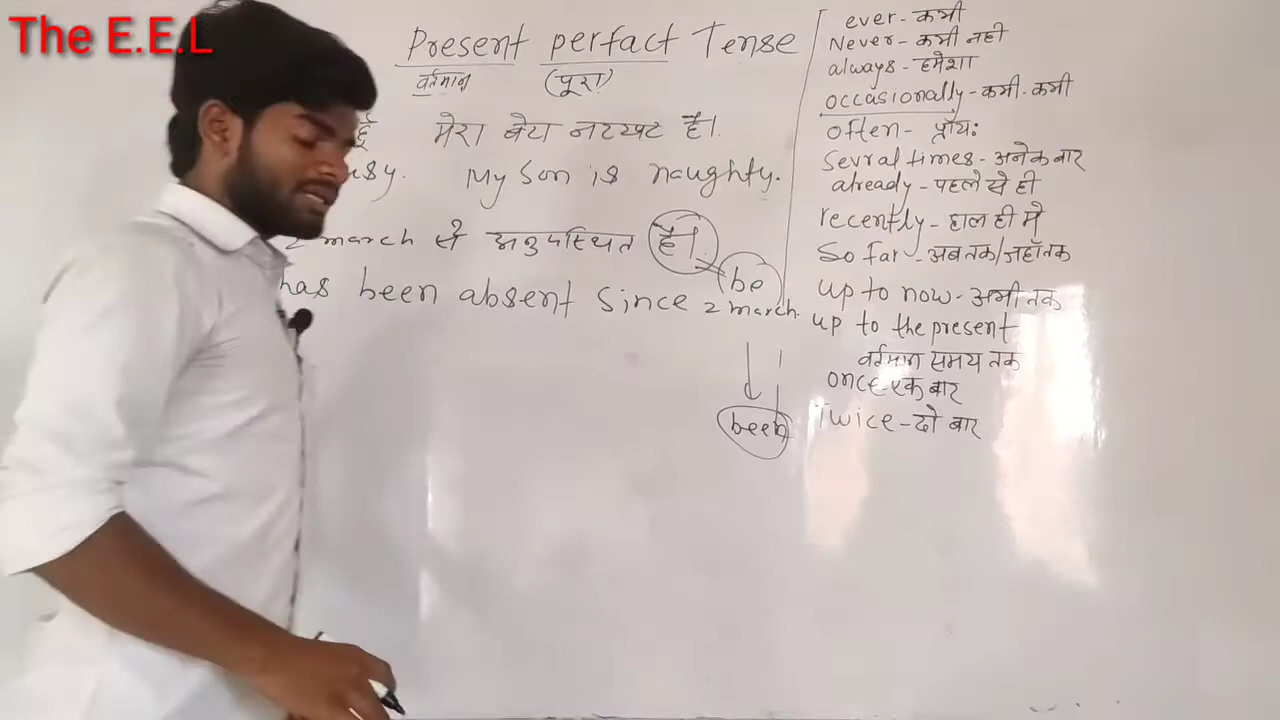 The E.E.L
Present perfact Tense
वर्तमान (पूरा)
मेरा बेटा नटखट है।
usy. My Son is naughty.
2 march से अनुपस्थित है।
be
has been absent Since 2 march.
been
ever - कभी
Never - कभी नही
always - हमेशा
occasionally - कभी-कभी
often - प्रॉयः
Sevral times - अनेक बार
already - पहले से ही
recently - हाल ही मे
So far - अब तक/जहाँ तक
up to now - अभी तक
up to the present
वर्तमान समय तक
once - एक बार
Twice - दो बार